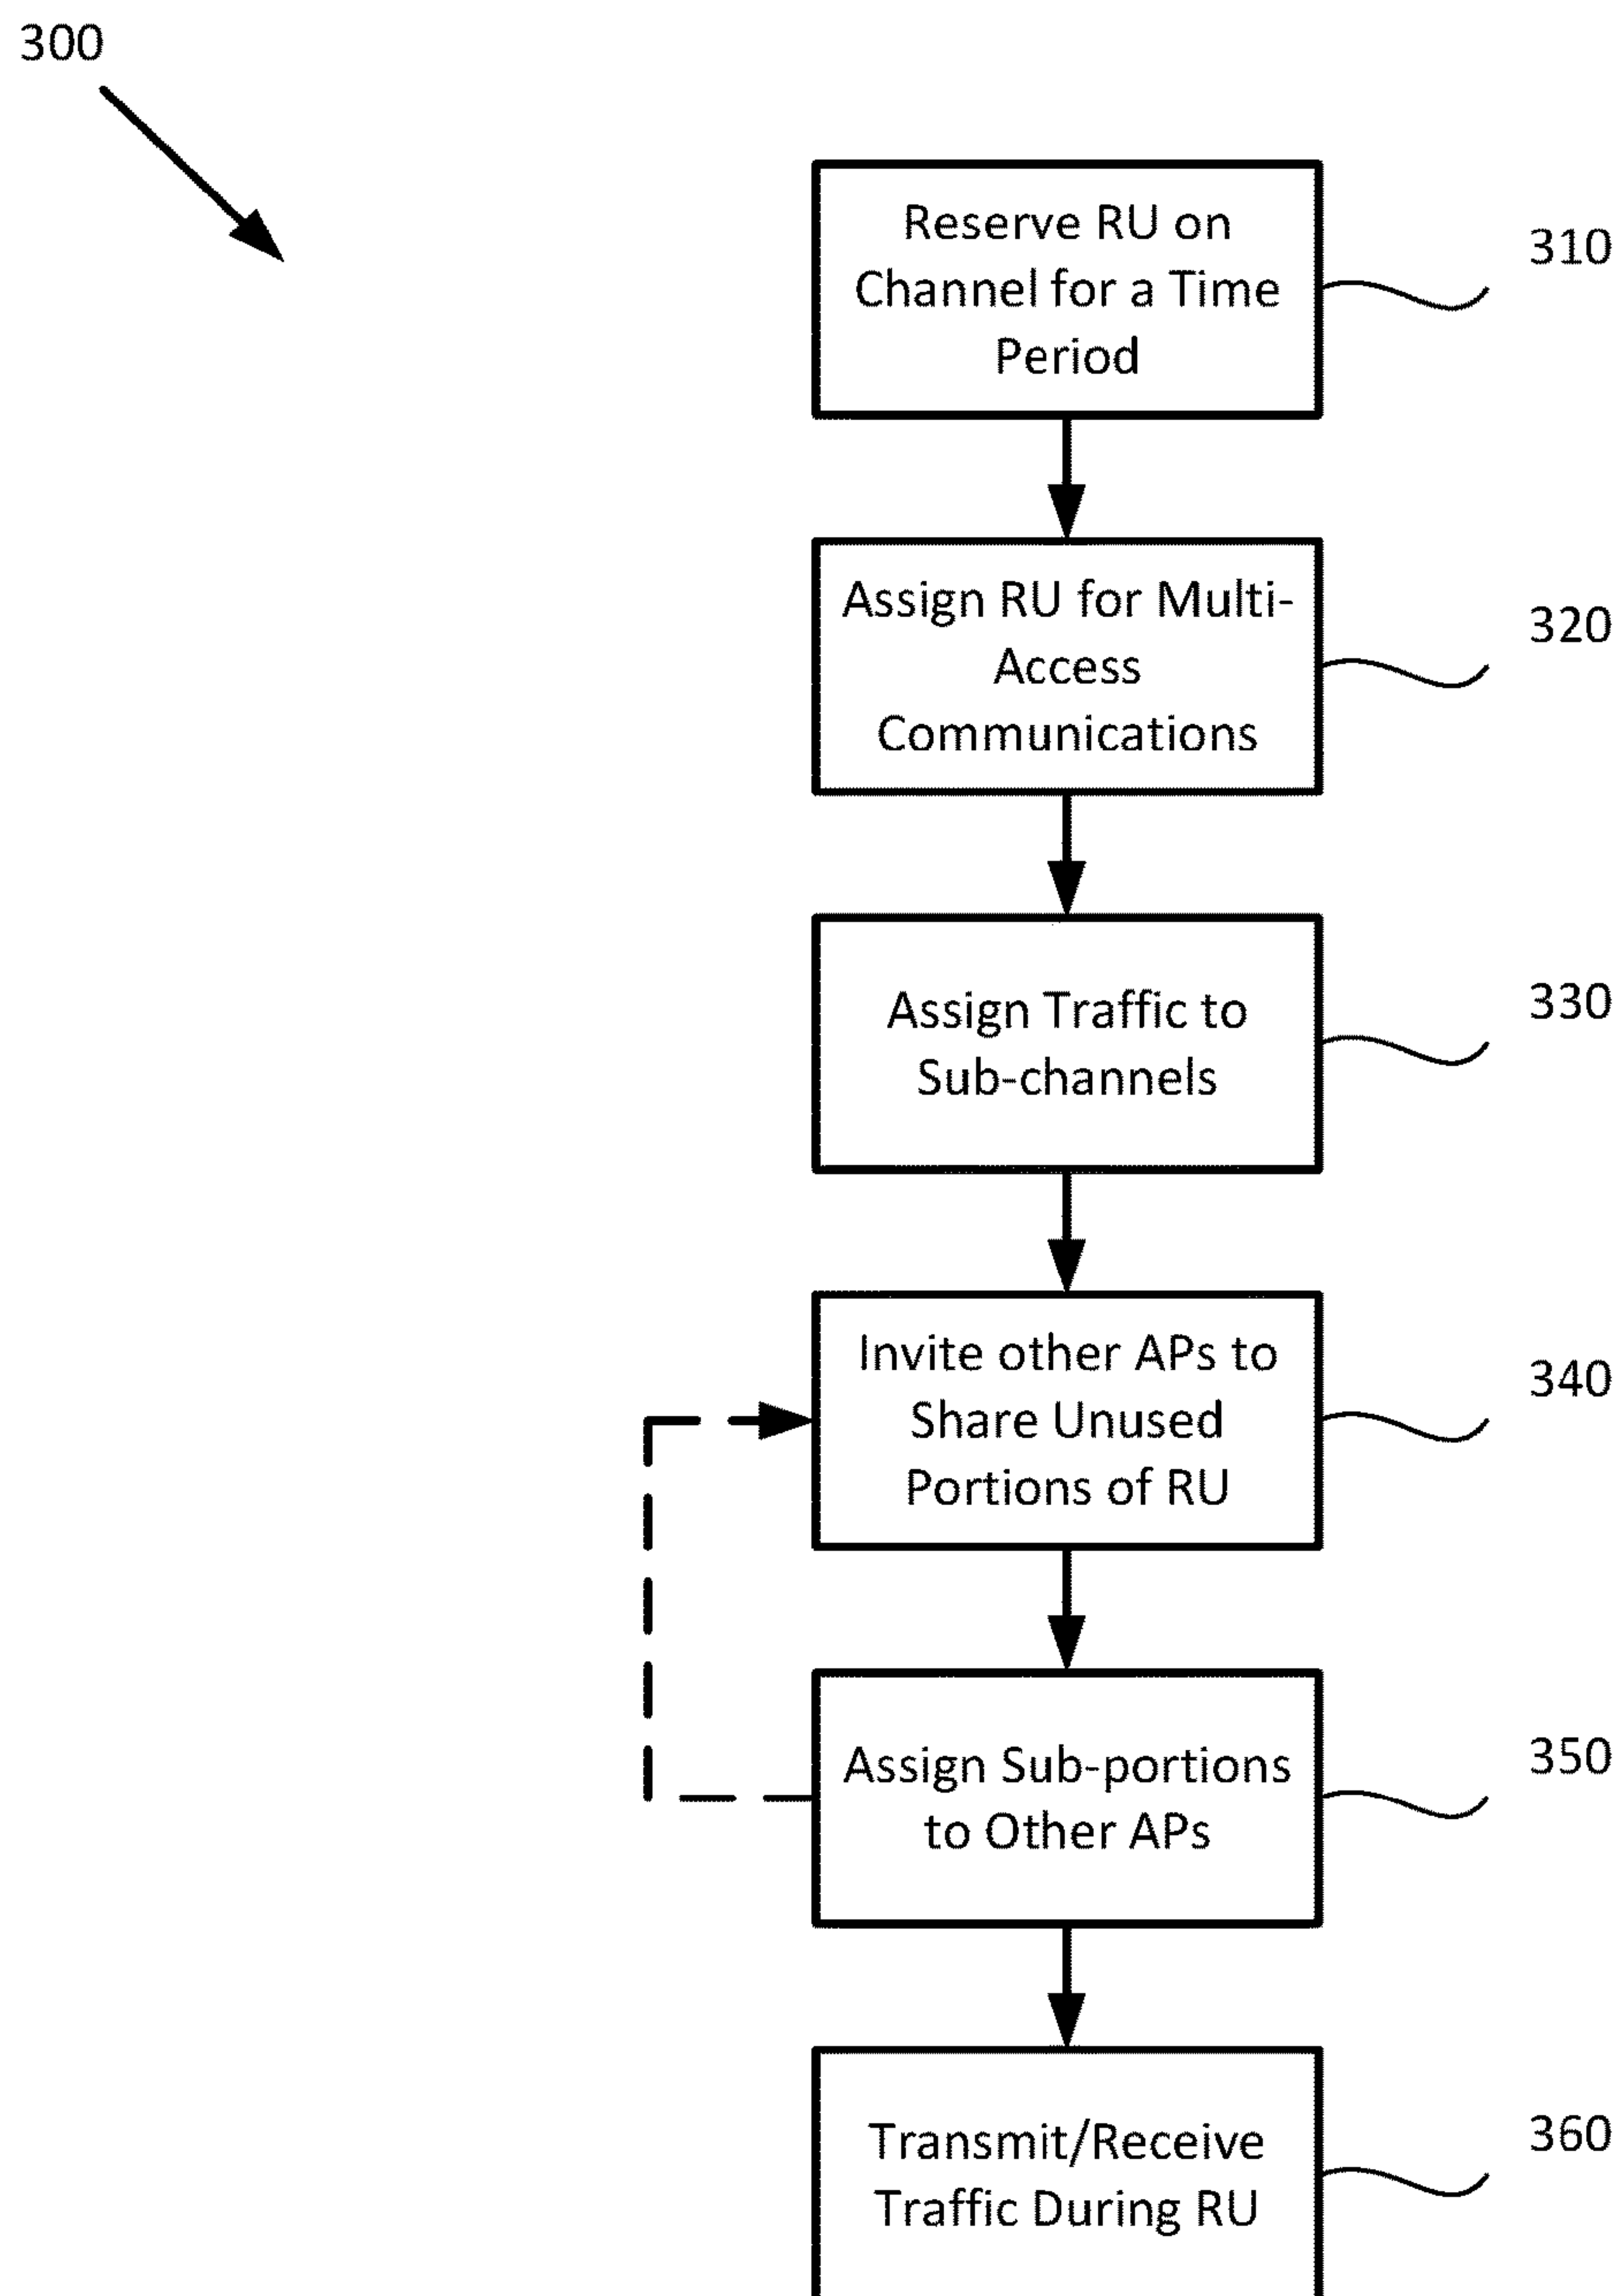 300
Reserve RU on
Channel for a Time
Period
310
Assign RU for Multi-
Access
Communications
320
Assign Traffic to
Sub-channels
330
Invite other APs to
Share Unused
Portions of RU
340
Assign Sub-portions
to Other APs
350
Transmit/Receive
Traffic During RU
360